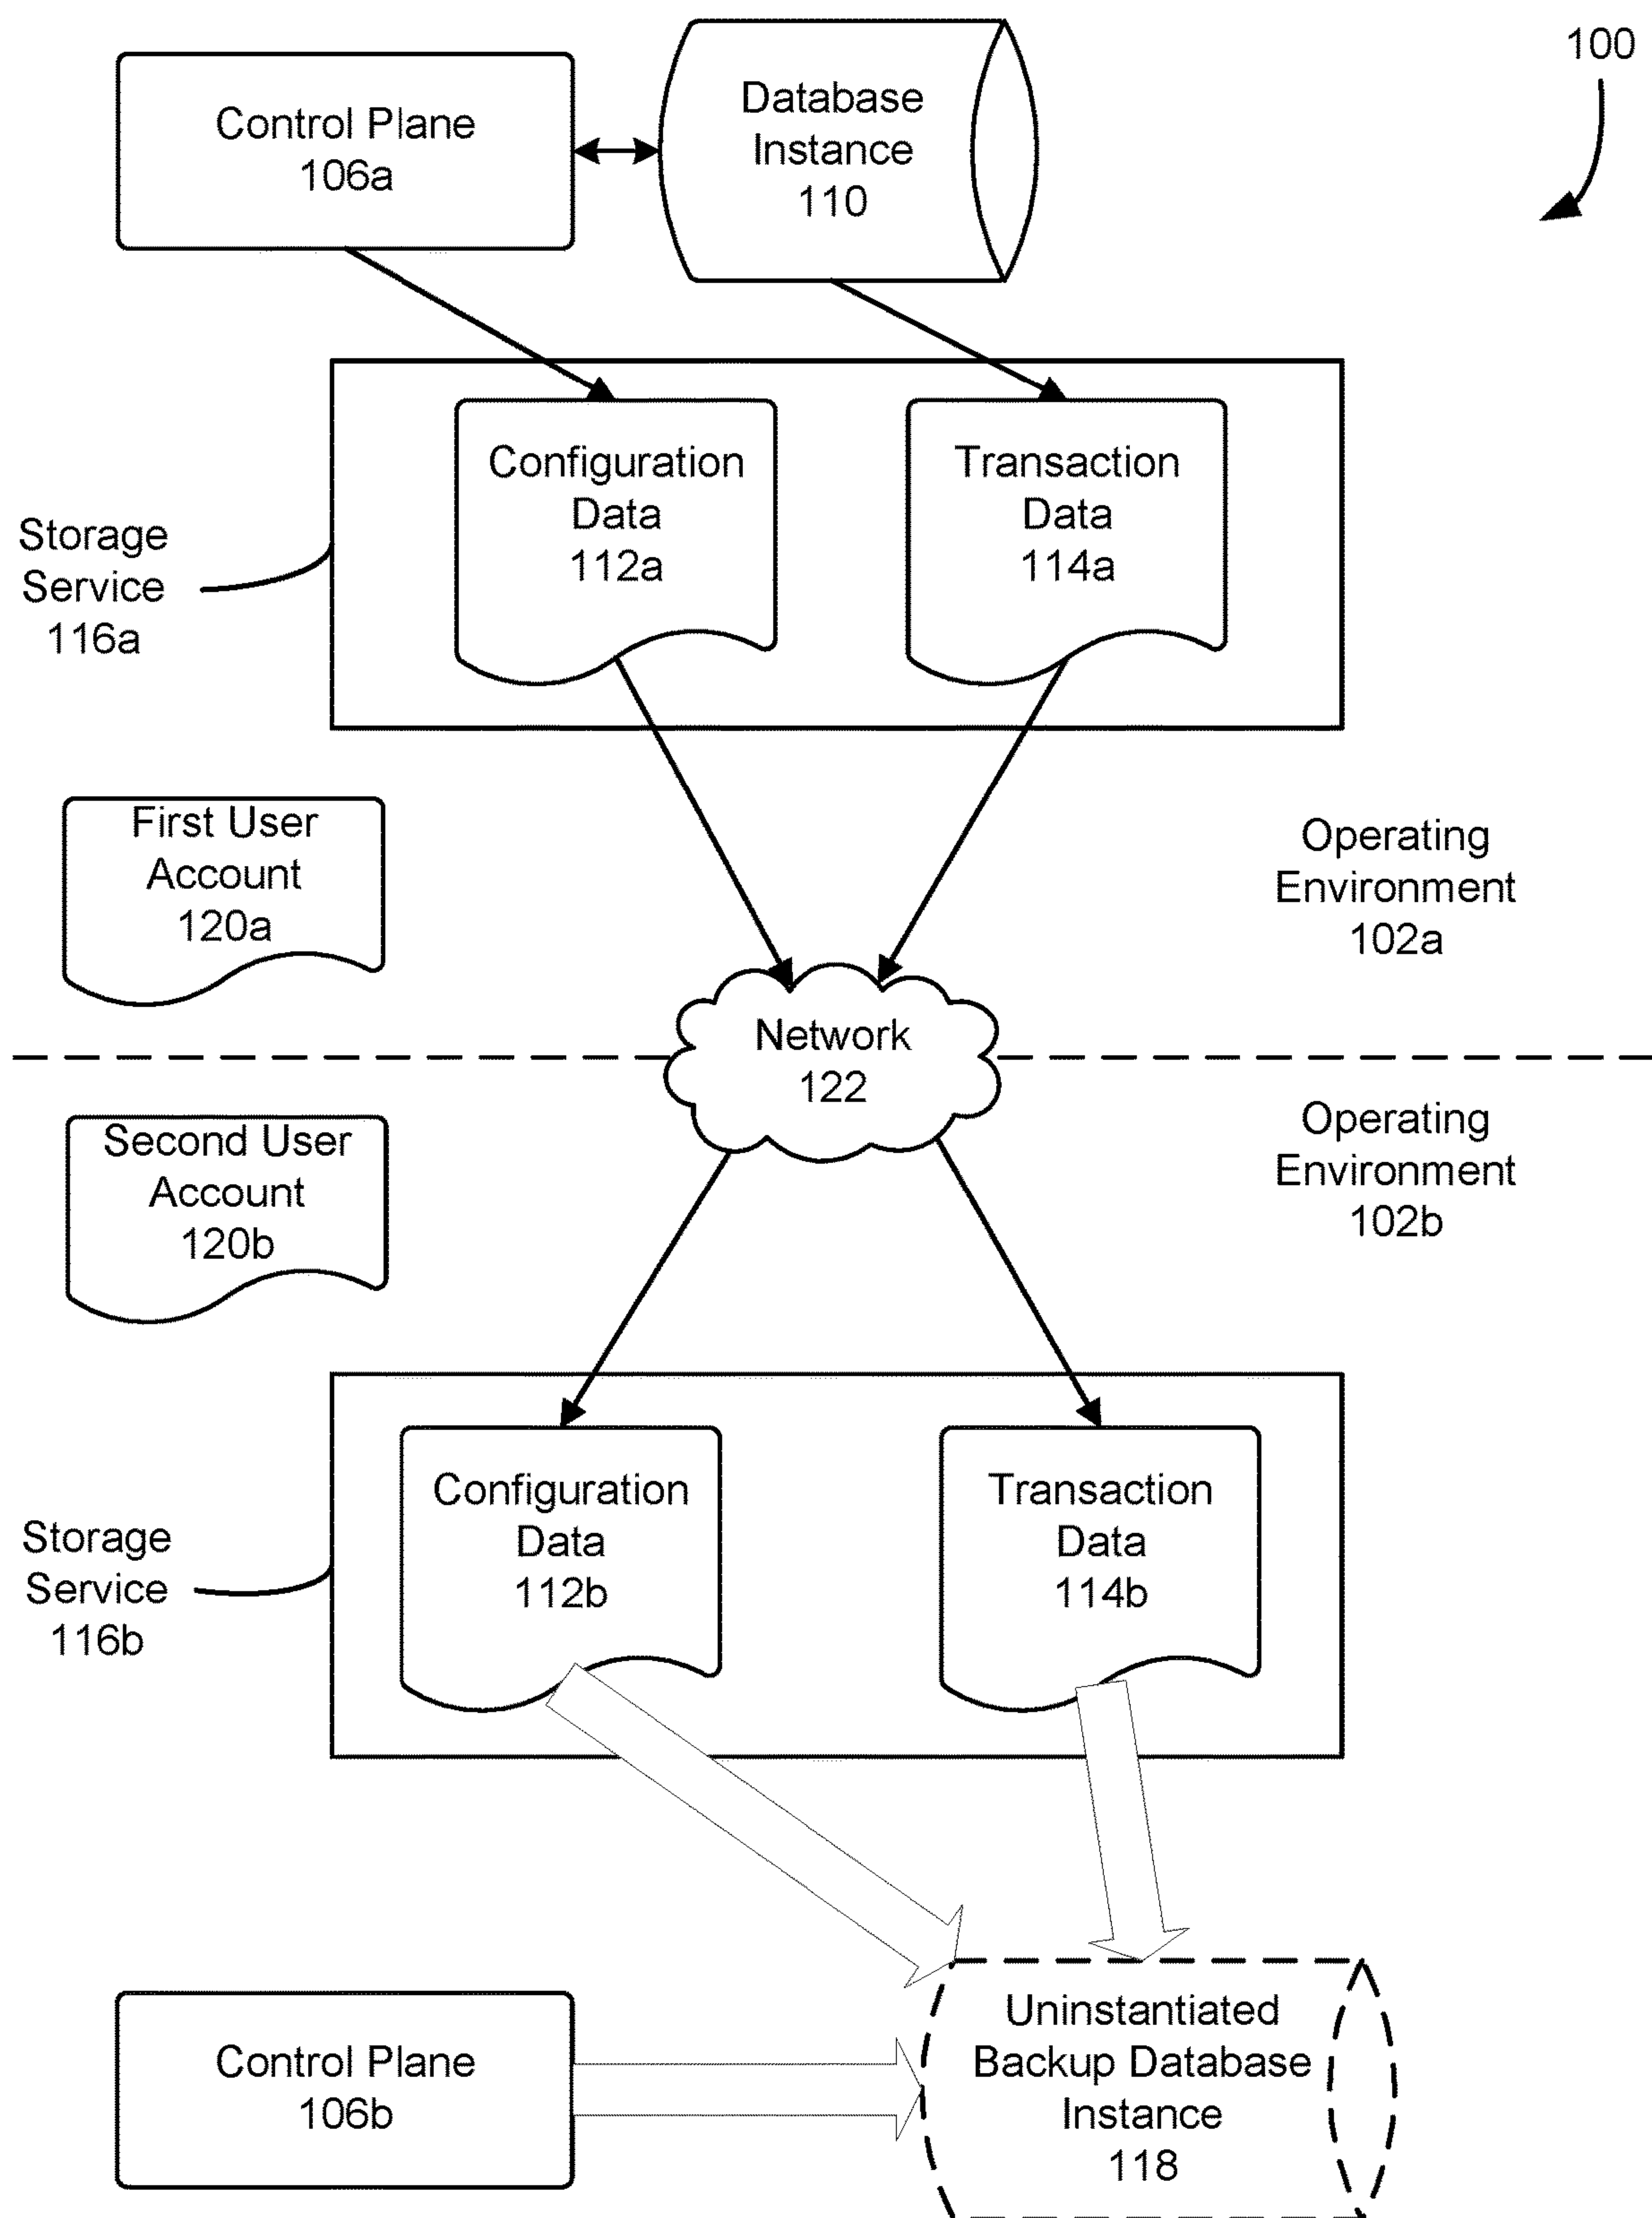 100
Control Plane
106a
Database
Instance
110
Configuration
Data
112a
Transaction
Data
114a
Storage
Service
116a
First User
Account
120a
Operating
Environment
102a
Network
122
Second User
Account
120b
Operating
Environment
102b
Configuration
Data
112b
Transaction
Data
114b
Storage
Service
116b
Control Plane
106b
Uninstantiated
Backup Database
Instance
118